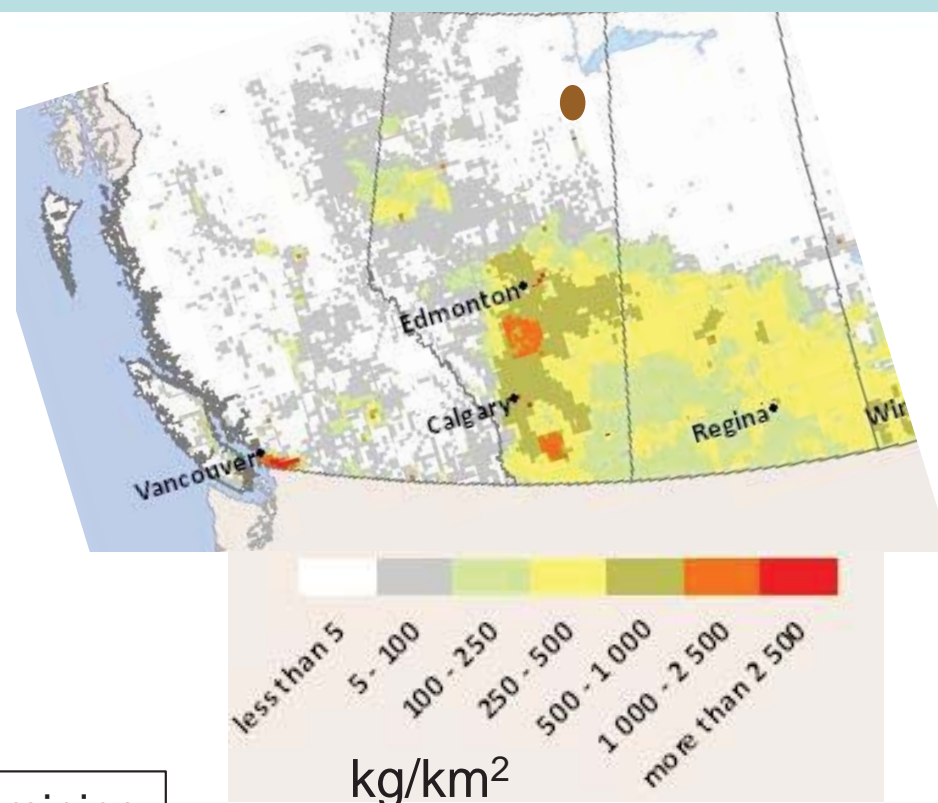 Edmonton
Calgary
Regina
Win
Vancouver
less than 5
5 - 100
100 - 250
250 - 500
500 - 1 000
1 000 - 2 500
more than 2 500
kg/km²